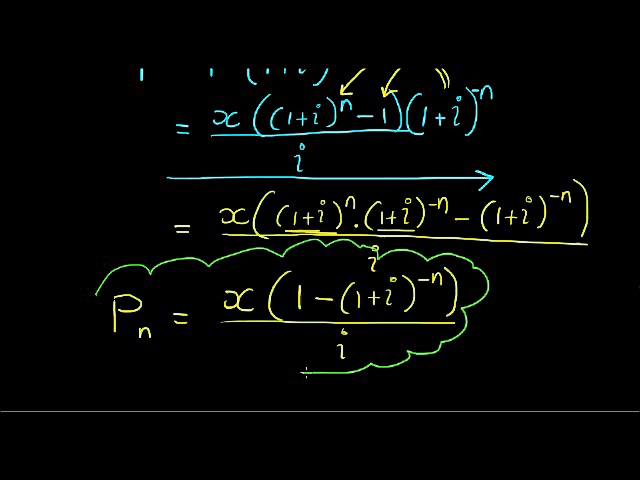 = x((1+i)^n - 1)(1+i)^-n / i
= x((1+i)^n . (1+i)^-n - (1+i)^-n) / i
P_n = x(1 - (1+i)^-n) / i